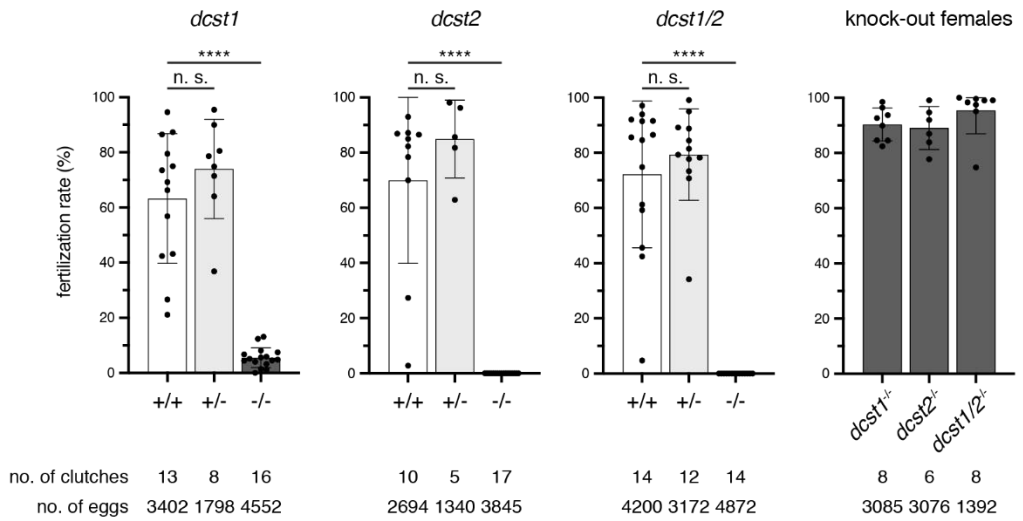 dcst1 dcst2 dcst1/2 knock-out females
**** **** ****
n. s. n. s. n. s.
fertilization rate (%)
100 100 100 100
80 80 80 80
60 60 60 60
40 40 40 40
20 20 20 20
0 0 0 0
+/+ +/- -/- +/+ +/- -/- +/+ +/- -/- dcst1-/- dcst2-/- dcst1/2-/-
no. of clutches 13 8 16 10 5 17 14 12 14 8 6 8
no. of eggs 3402 1798 4552 2694 1340 3845 4200 3172 4872 3085 3076 1392